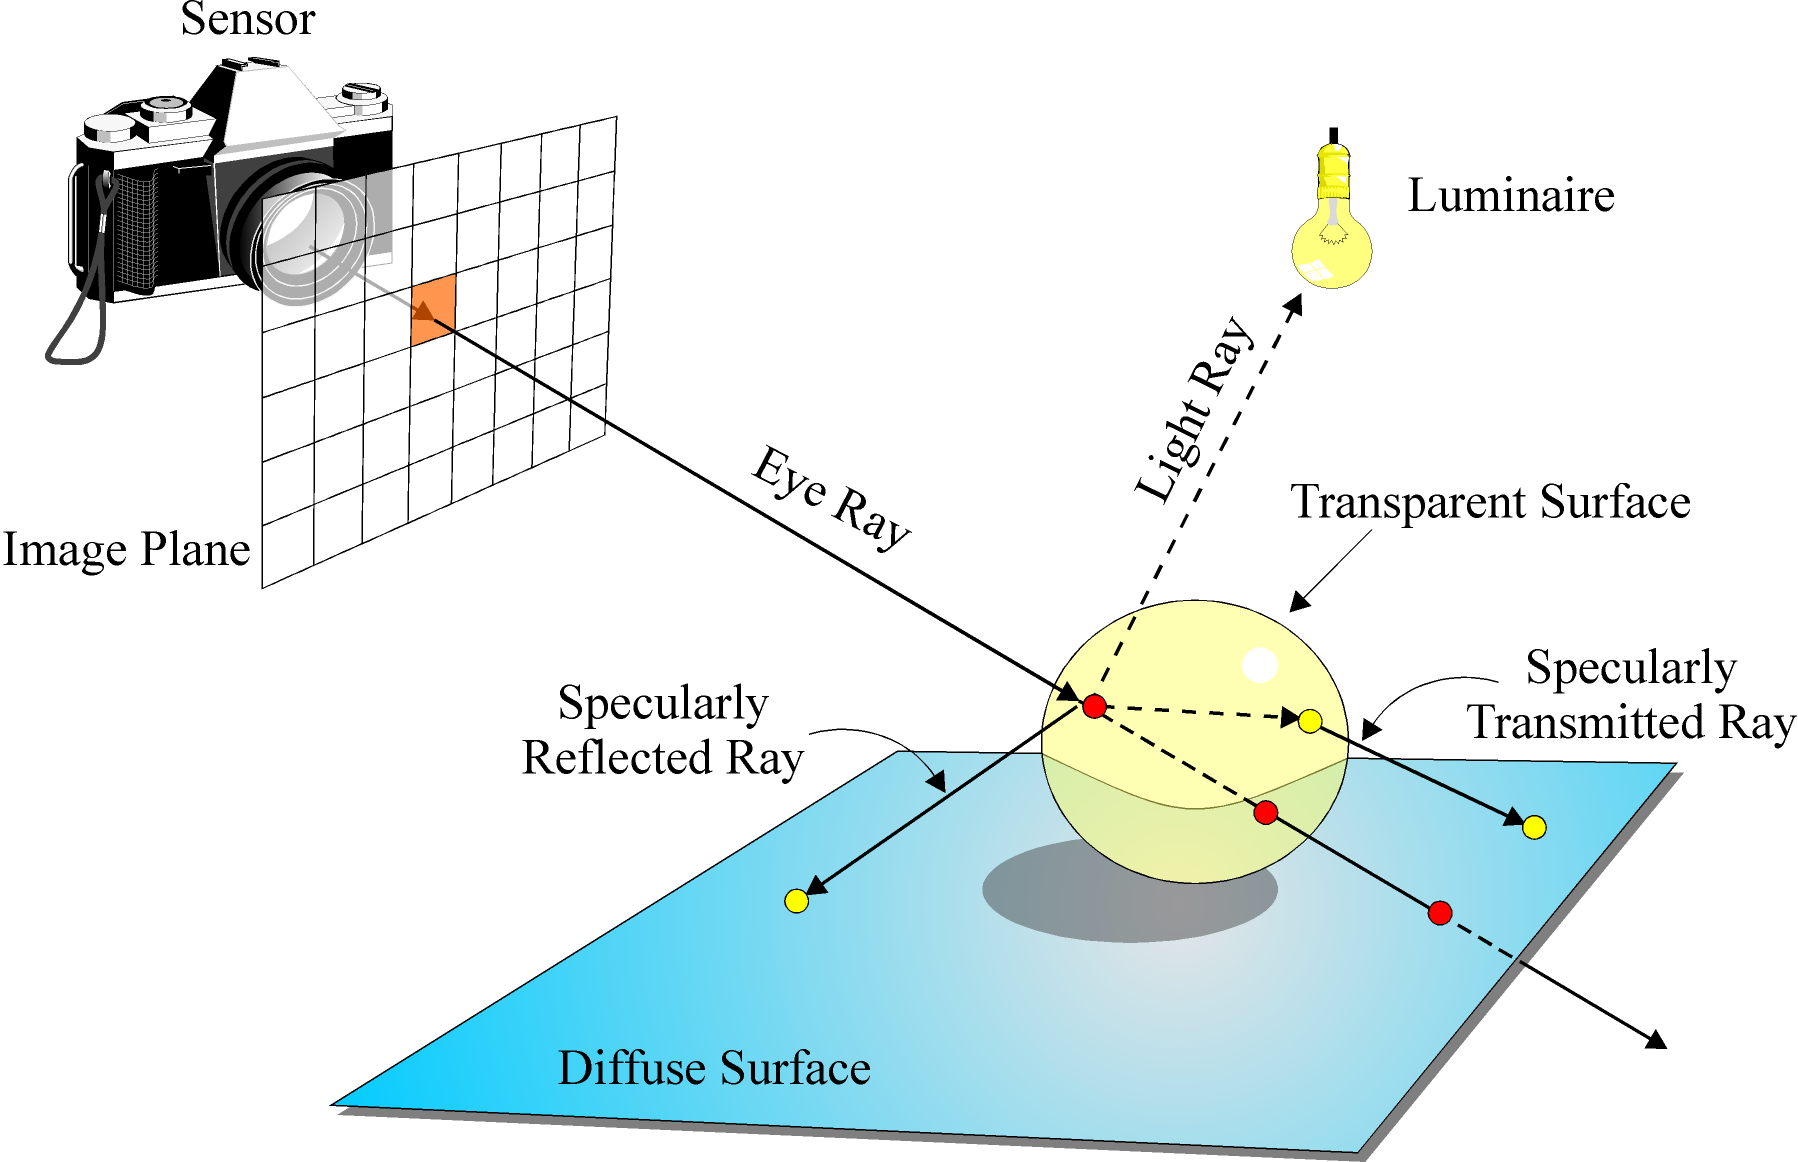 Sensor
Luminaire
Light Ray
Eye Ray
Transparent Surface
Image Plane
Specularly
Transmitted Ray
Specularly
Reflected Ray
Diffuse Surface